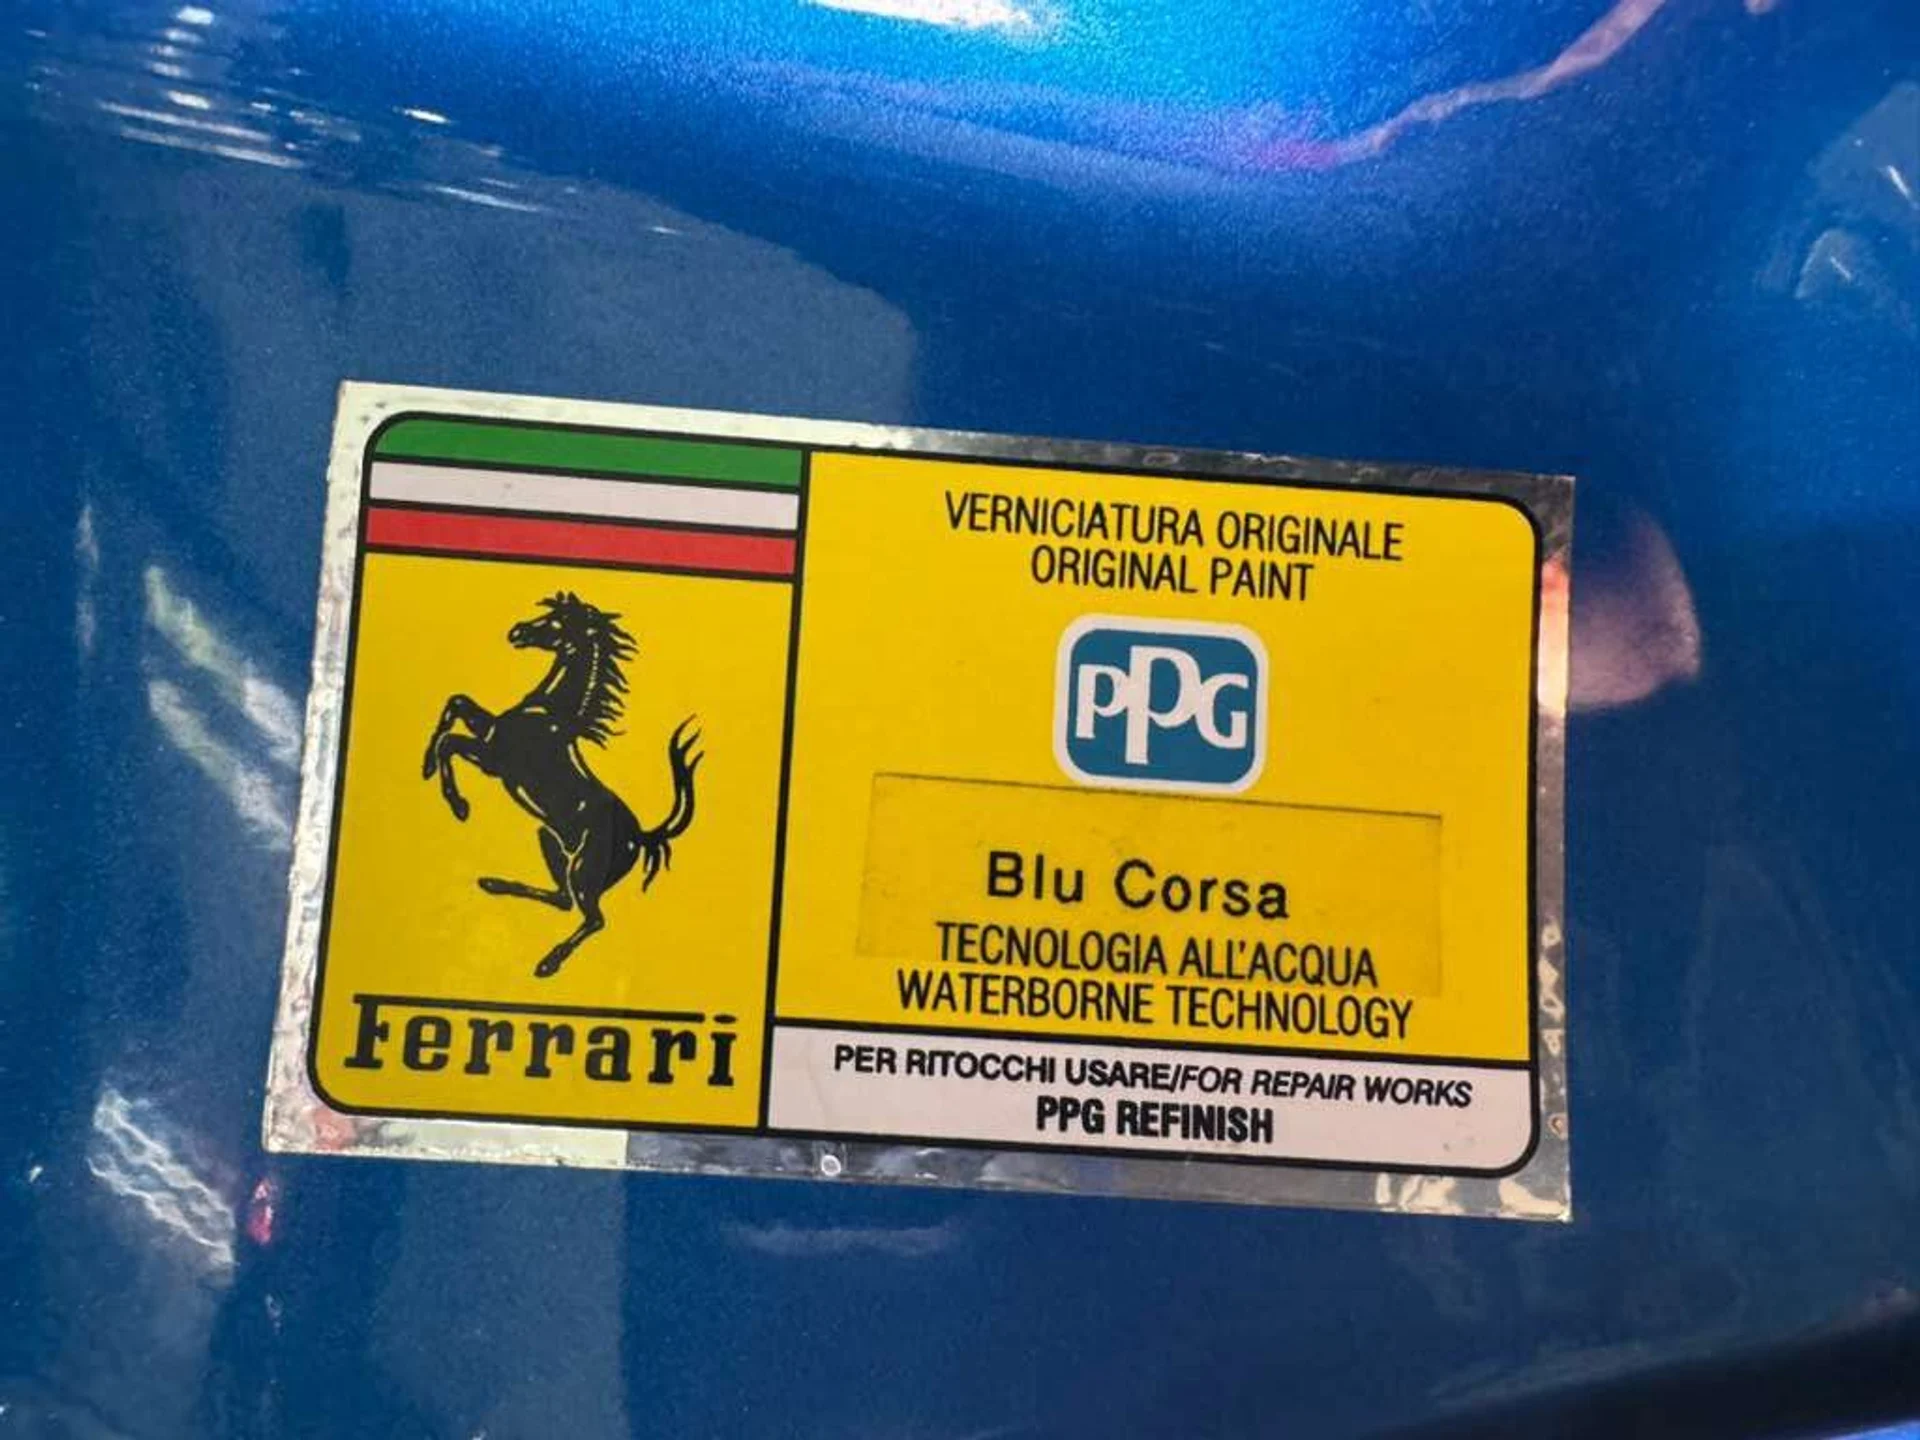 Ferrari
VERNICIATURA ORIGINALE
ORIGINAL PAINT
PPG
Blu Corsa
TECNOLOGIA ALL'ACQUA
WATERBORNE TECHNOLOGY
PER RITOCCHI USARE/FOR REPAIR WORKS
PPG REFINISH